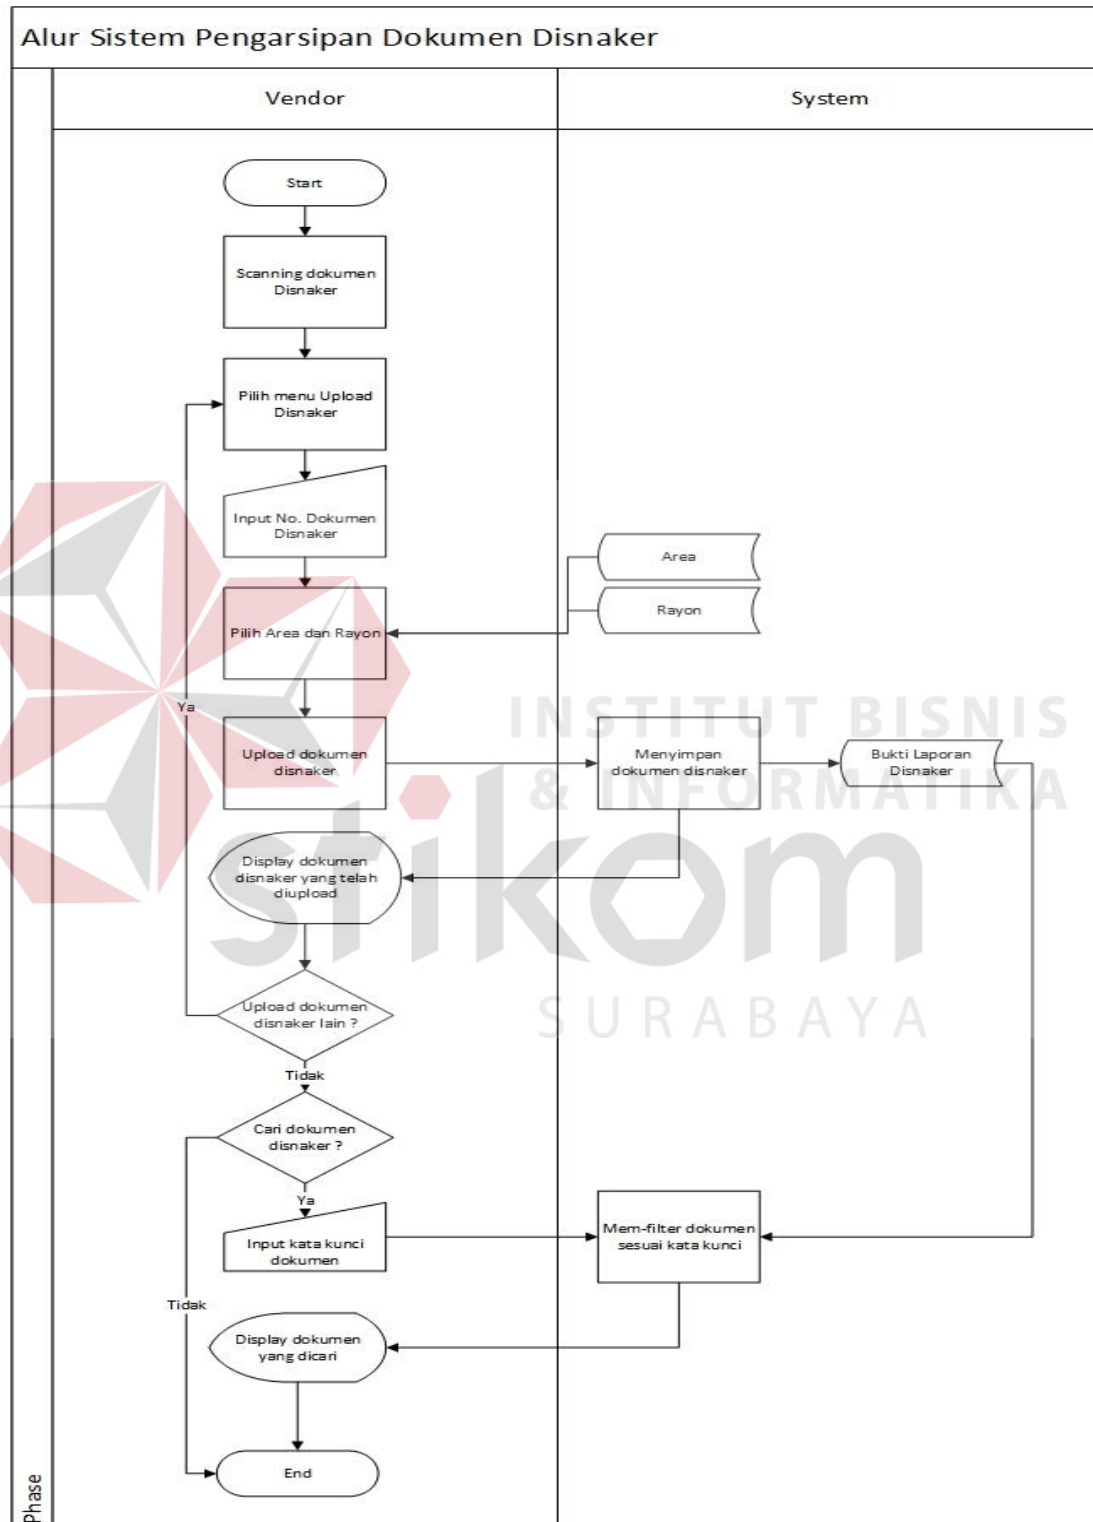 Alur Sistem Pengarsipan Dokumen Disnaker
Vendor
System
Start
Scanning dokumen
Disnaker
Pilih menu Upload
Disnaker
Input No. Dokumen
Disnaker
Area
Rayon
Pilih Area dan Rayon
Ya
Upload dokumen
disnaker
Menyimpan
dokumen disnaker
Bukti Laporan
Disnaker
Display dokumen
disnaker yang telah
diupload
Upload dokumen
disnaker lain ?
Tidak
Cari dokumen
disnaker ?
Ya
Input kata kunci
dokumen
Mem-filter dokumen
sesuai kata kunci
Tidak
Display dokumen
yang dicari
End
Phase
INSTITUT BISNIS
& INFORMATIKA
stikom
SURABAYA